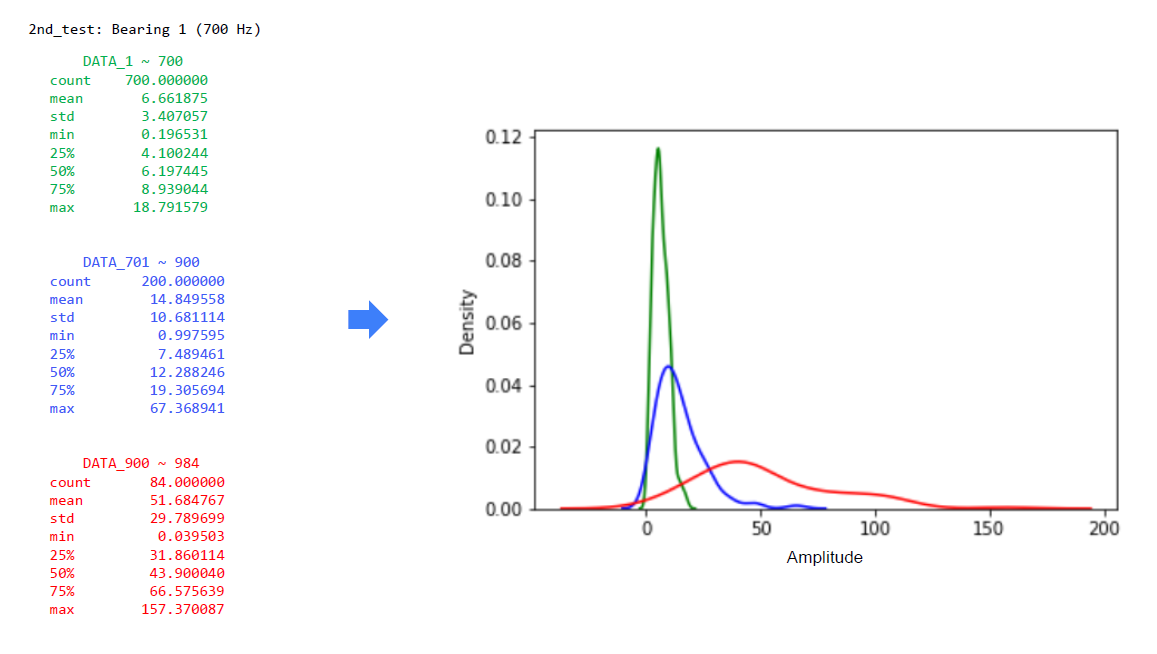 2nd_test: Bearing 1 (700 Hz)
DATA_1 ~ 700
count 700.000000
mean 6.661875
std 3.407057
min 0.196531
25% 4.100244
50% 6.197445
75% 8.939044
max 18.791579
DATA_701 ~ 900
count 200.000000
mean 14.849558
std 10.681114
min 0.997595
25% 7.489461
50% 12.288246
75% 19.305694
max 67.368941
DATA_900 ~ 984
count 84.000000
mean 51.684767
std 29.789699
min 0.039503
25% 31.860114
50% 43.900040
75% 66.575639
max 157.370087
0.12
0.10
0.08
0.06
0.04
0.02
0.00
Density
0 50 100 150 200
Amplitude